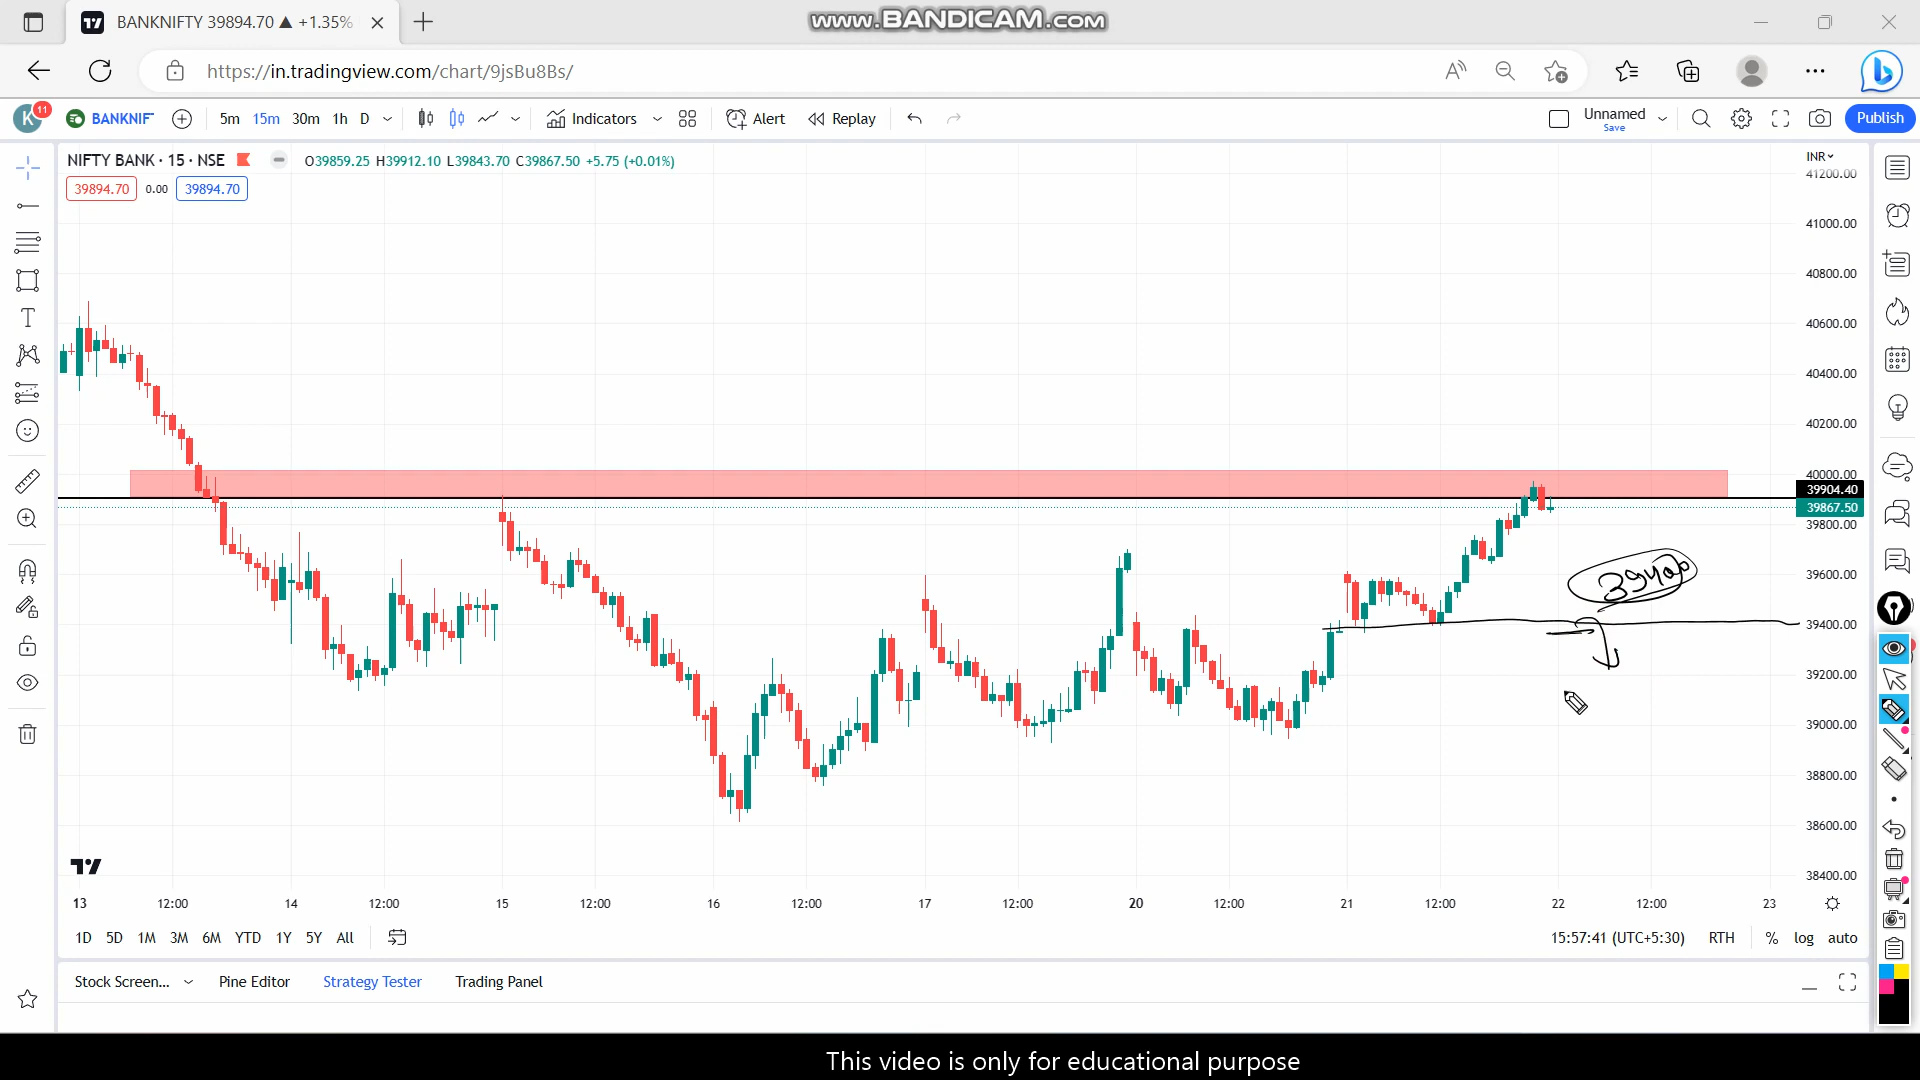 BANKNIFTY 39894.70 ▲ +1.35%
www.BANDICAM.com
https://in.tradingview.com/chart/9jsBu8Bs/
K 11 BANKNIF 5m 15m 30m 1h D Indicators Alert Replay Unnamed Save Publish
NIFTY BANK · 15 · NSE O39859.25 H39912.10 L39843.70 C39867.50 +5.75 (+0.01%) INR
39894.70 0.00 39894.70
41200.00
41000.00
40800.00
40600.00
40400.00
40200.00
40000.00
39904.40
39867.50
39800.00
39400
39600.00
39400.00
39200.00
39000.00
38800.00
38600.00
38400.00
13 12:00 14 12:00 15 12:00 16 12:00 17 12:00 20 12:00 21 12:00 22 12:00 23
1D 5D 1M 3M 6M YTD 1Y 5Y All 15:57:41 (UTC+5:30) RTH % log auto
Stock Screen... Pine Editor Strategy Tester Trading Panel
This video is only for educational purpose